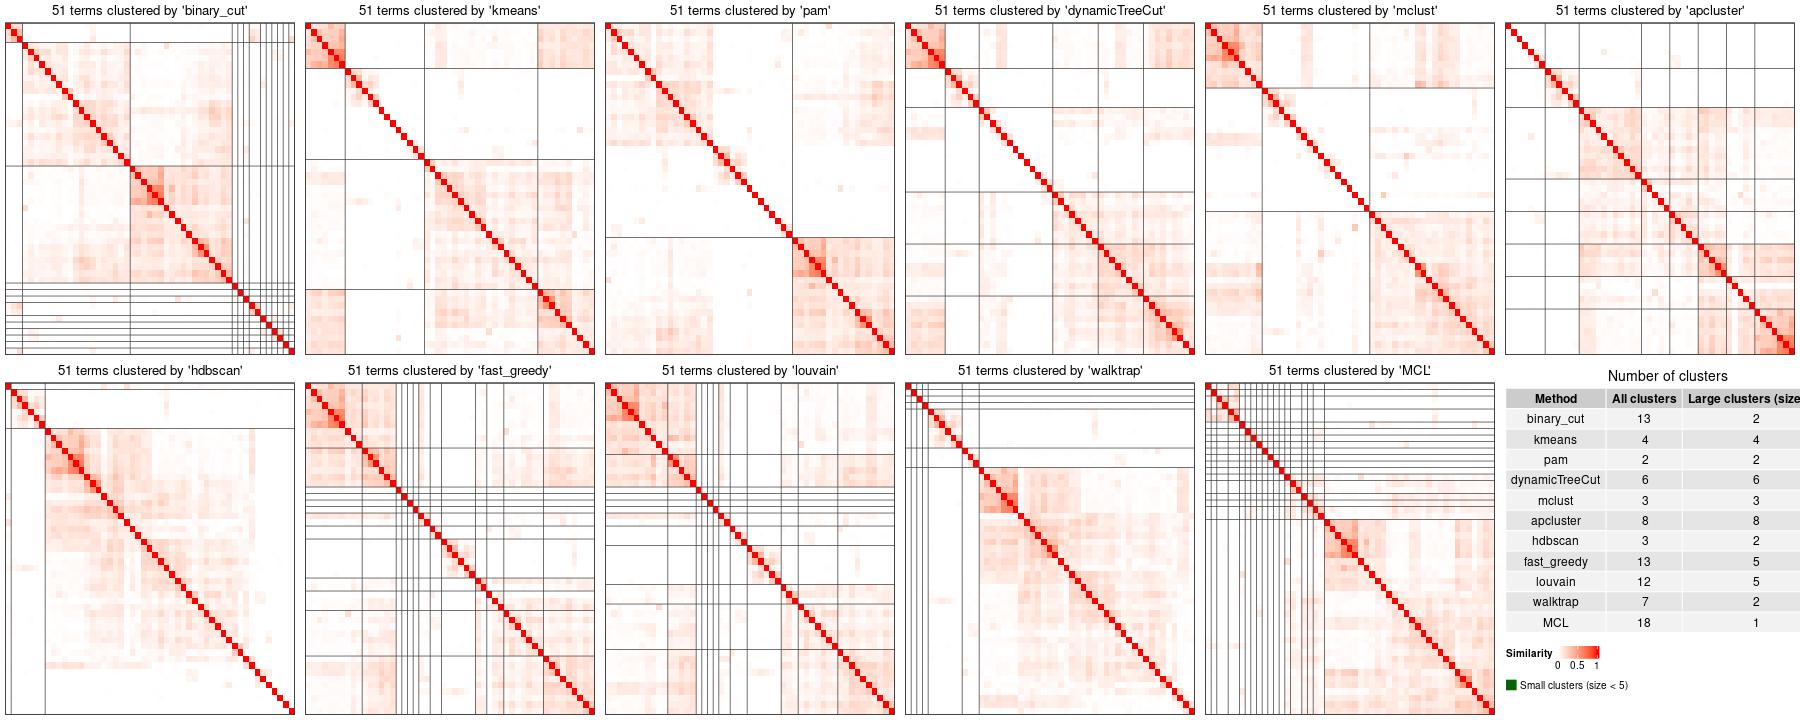 51 terms clustered by 'binary_cut'
51 terms clustered by 'kmeans'
51 terms clustered by 'pam'
51 terms clustered by 'dynamicTreeCut'
51 terms clustered by 'mclust'
51 terms clustered by 'apcluster'
51 terms clustered by 'hdbscan'
51 terms clustered by 'fast_greedy'
51 terms clustered by 'louvain'
51 terms clustered by 'walktrap'
51 terms clustered by 'MCL'
Number of clusters
Method All clusters Large clusters (size
binary_cut 13 2
kmeans 4 4
pam 2 2
dynamicTreeCut 6 6
mclust 3 3
apcluster 8 8
hdbscan 3 2
fast_greedy 13 5
louvain 12 5
walktrap 7 2
MCL 18 1
Similarity
0 0.5 1
Small clusters (size < 5)